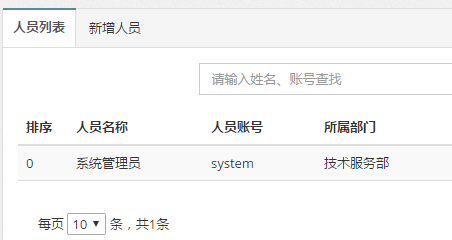 人员列表 新增人员
请输入姓名、账号查找
排序 人员名称 人员账号 所属部门
0 系统管理员 system 技术服务部
每页 10 条，共1条